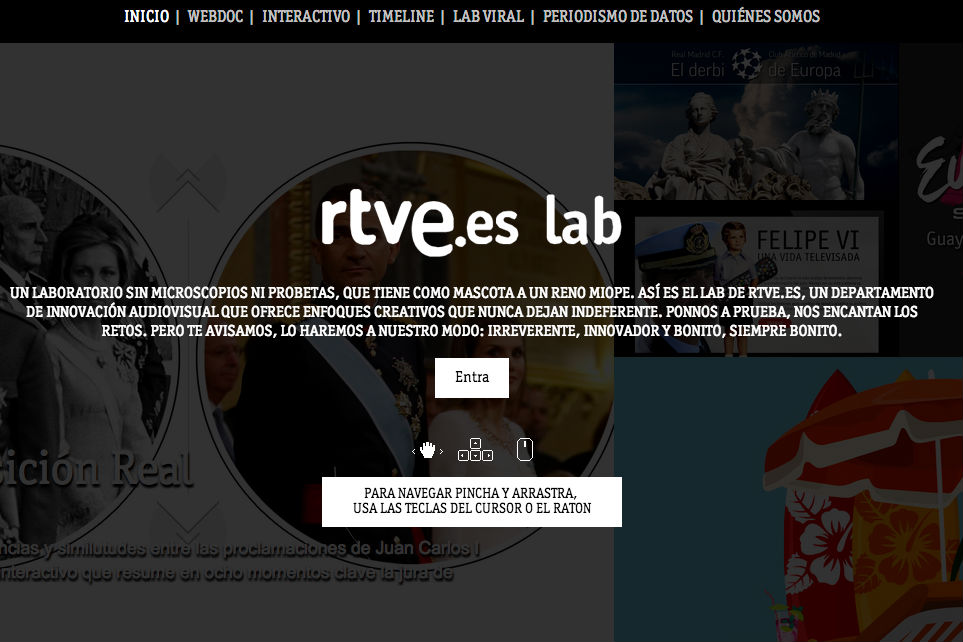 INICIO | WEBDOC | INTERACTIVO | TIMELINE | LAB VIRAL | PERIODISMO DE DATOS | QUIÉNES SOMOS
Real Madrid C.F. Club Atlético de Madrid
El derbi de Europa
rtve.es lab
FELIPE VI
UNA VIDA TELEVISADA
UN LABORATORIO SIN MICROSCOPIOS NI PROBETAS, QUE TIENE COMO MASCOTA A UN RENO MIOPE. ASÍ ES EL LAB DE RTVE.ES, UN DEPARTAMENTO
DE INNOVACIÓN AUDIOVISUAL QUE OFRECE ENFOQUES CREATIVOS QUE NUNCA DEJAN INDEFERENTE. PONNOS A PRUEBA, NOS ENCANTAN LOS
RETOS. PERO TE AVISAMOS, LO HAREMOS A NUESTRO MODO: IRREVERENTE, INNOVADOR Y BONITO, SIEMPRE BONITO.
Entra
sición Real
PARA NAVEGAR PINCHA Y ARRASTRA,
USA LAS TECLAS DEL CURSOR O EL RATON
ncias y similutudes entre las proclamaciones de Juan Carlos I
interactivo que resume en ocho momentos clave la jura de